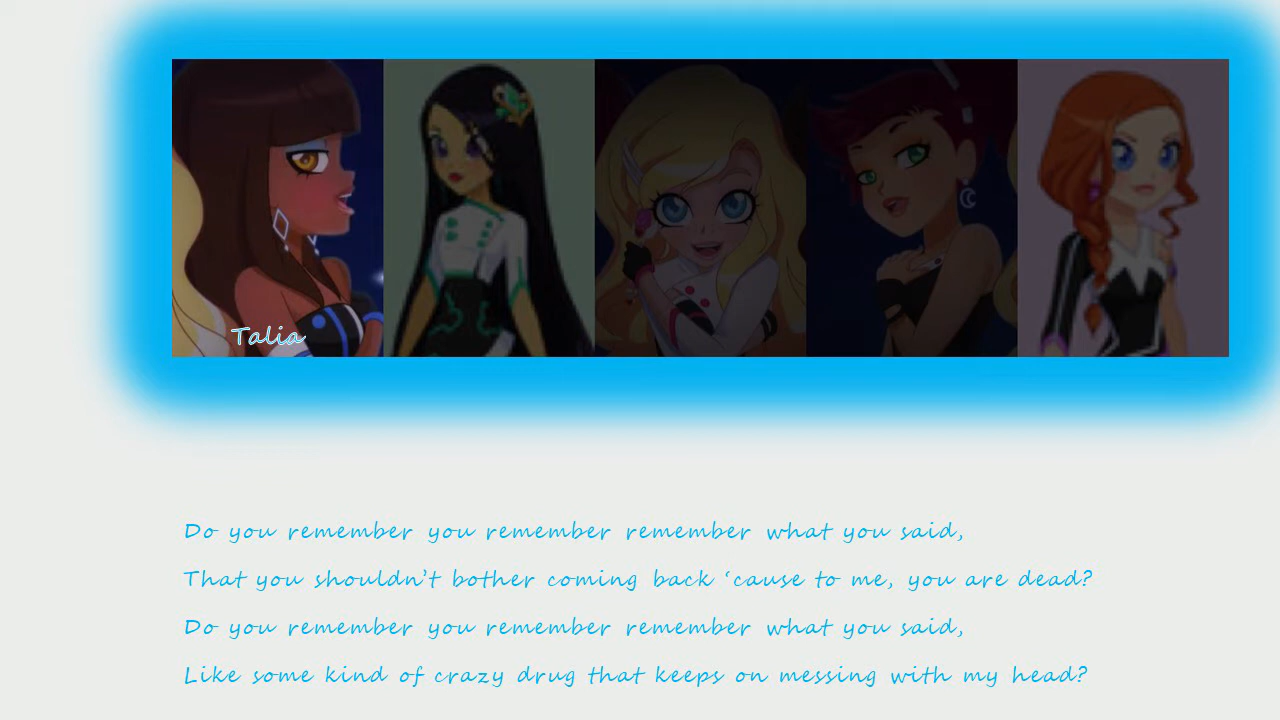 Talia
Do you remember you remember remember what you said,
That you shouldn’t bother coming back ‘cause to me, you are dead?
Do you remember you remember remember what you said,
Like some kind of crazy drug that keeps on messing with my head?